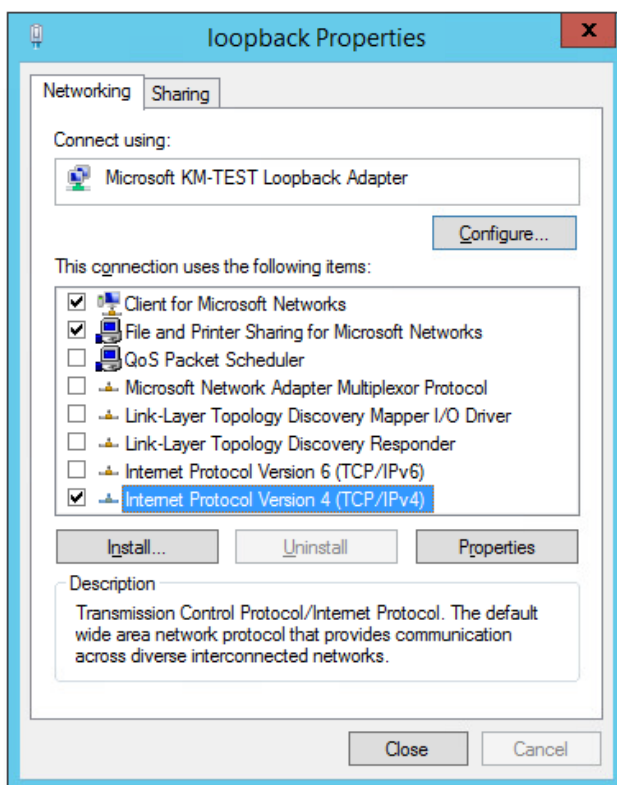 loopback Properties
x
Networking
Sharing
Connect using:
Microsoft KM-TEST Loopback Adapter
Configure...
This connection uses the following items:
Client for Microsoft Networks
File and Printer Sharing for Microsoft Networks
QoS Packet Scheduler
Microsoft Network Adapter Multiplexor Protocol
Link-Layer Topology Discovery Mapper I/O Driver
Link-Layer Topology Discovery Responder
Internet Protocol Version 6 (TCP/IPv6)
Internet Protocol Version 4 (TCP/IPv4)
Install...
Uninstall
Properties
Description
Transmission Control Protocol/Internet Protocol. The default
wide area network protocol that provides communication
across diverse interconnected networks.
Close
Cancel